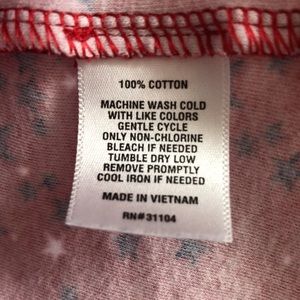 100% COTTON
MACHINE WASH COLD
WITH LIKE COLORS
GENTLE CYCLE
ONLY NON-CHLORINE
BLEACH IF NEEDED
TUMBLE DRY LOW
REMOVE PROMPTLY
COOL IRON IF NEEDED
MADE IN VIETNAM
RN#31104